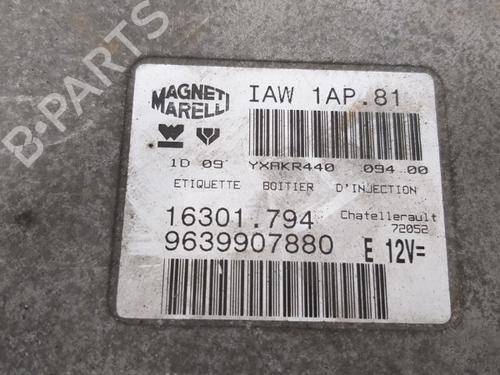 MAGNETI
MARELLI
IAW 1AP.81
1D 09 YXAKR440 094 00
ETIQUETTE BOITIER D'INJECTION
16301.794
Chatellerault
72052
9639907880
E 12V=
B-PARTS